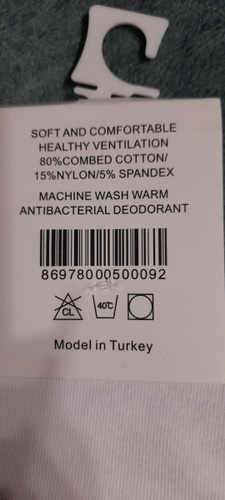 SOFT AND COMFORTABLE
HEALTHY VENTILATION
80%COMBED COTTON/
15%NYLON/5% SPANDEX
MACHINE WASH WARM
ANTIBACTERIAL DEODORANT
86978000500092
CL 40℃
Model in Turkey